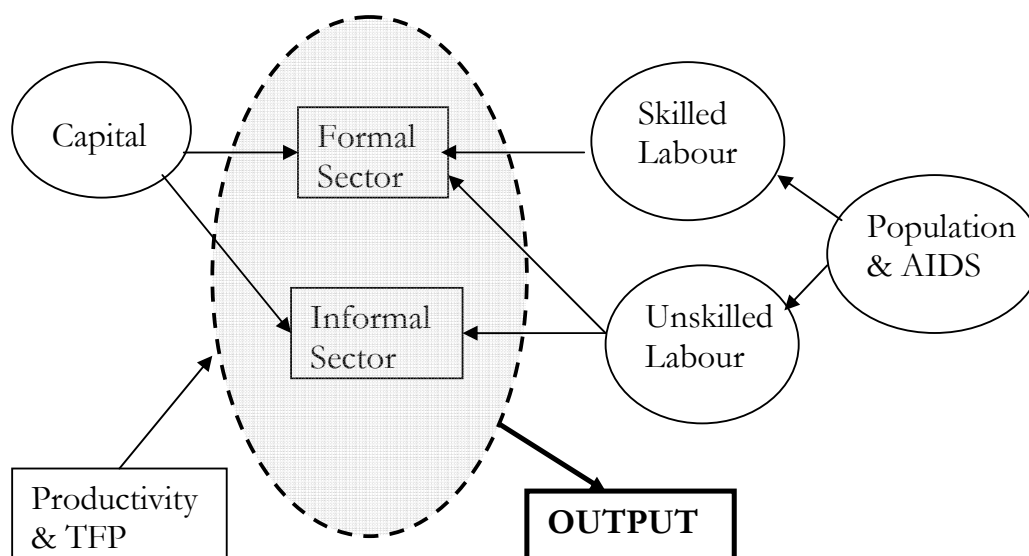 Capital
Formal
Sector
Skilled
Labour
Population
& AIDS
Informal
Sector
Unskilled
Labour
Productivity
& TFP
OUTPUT